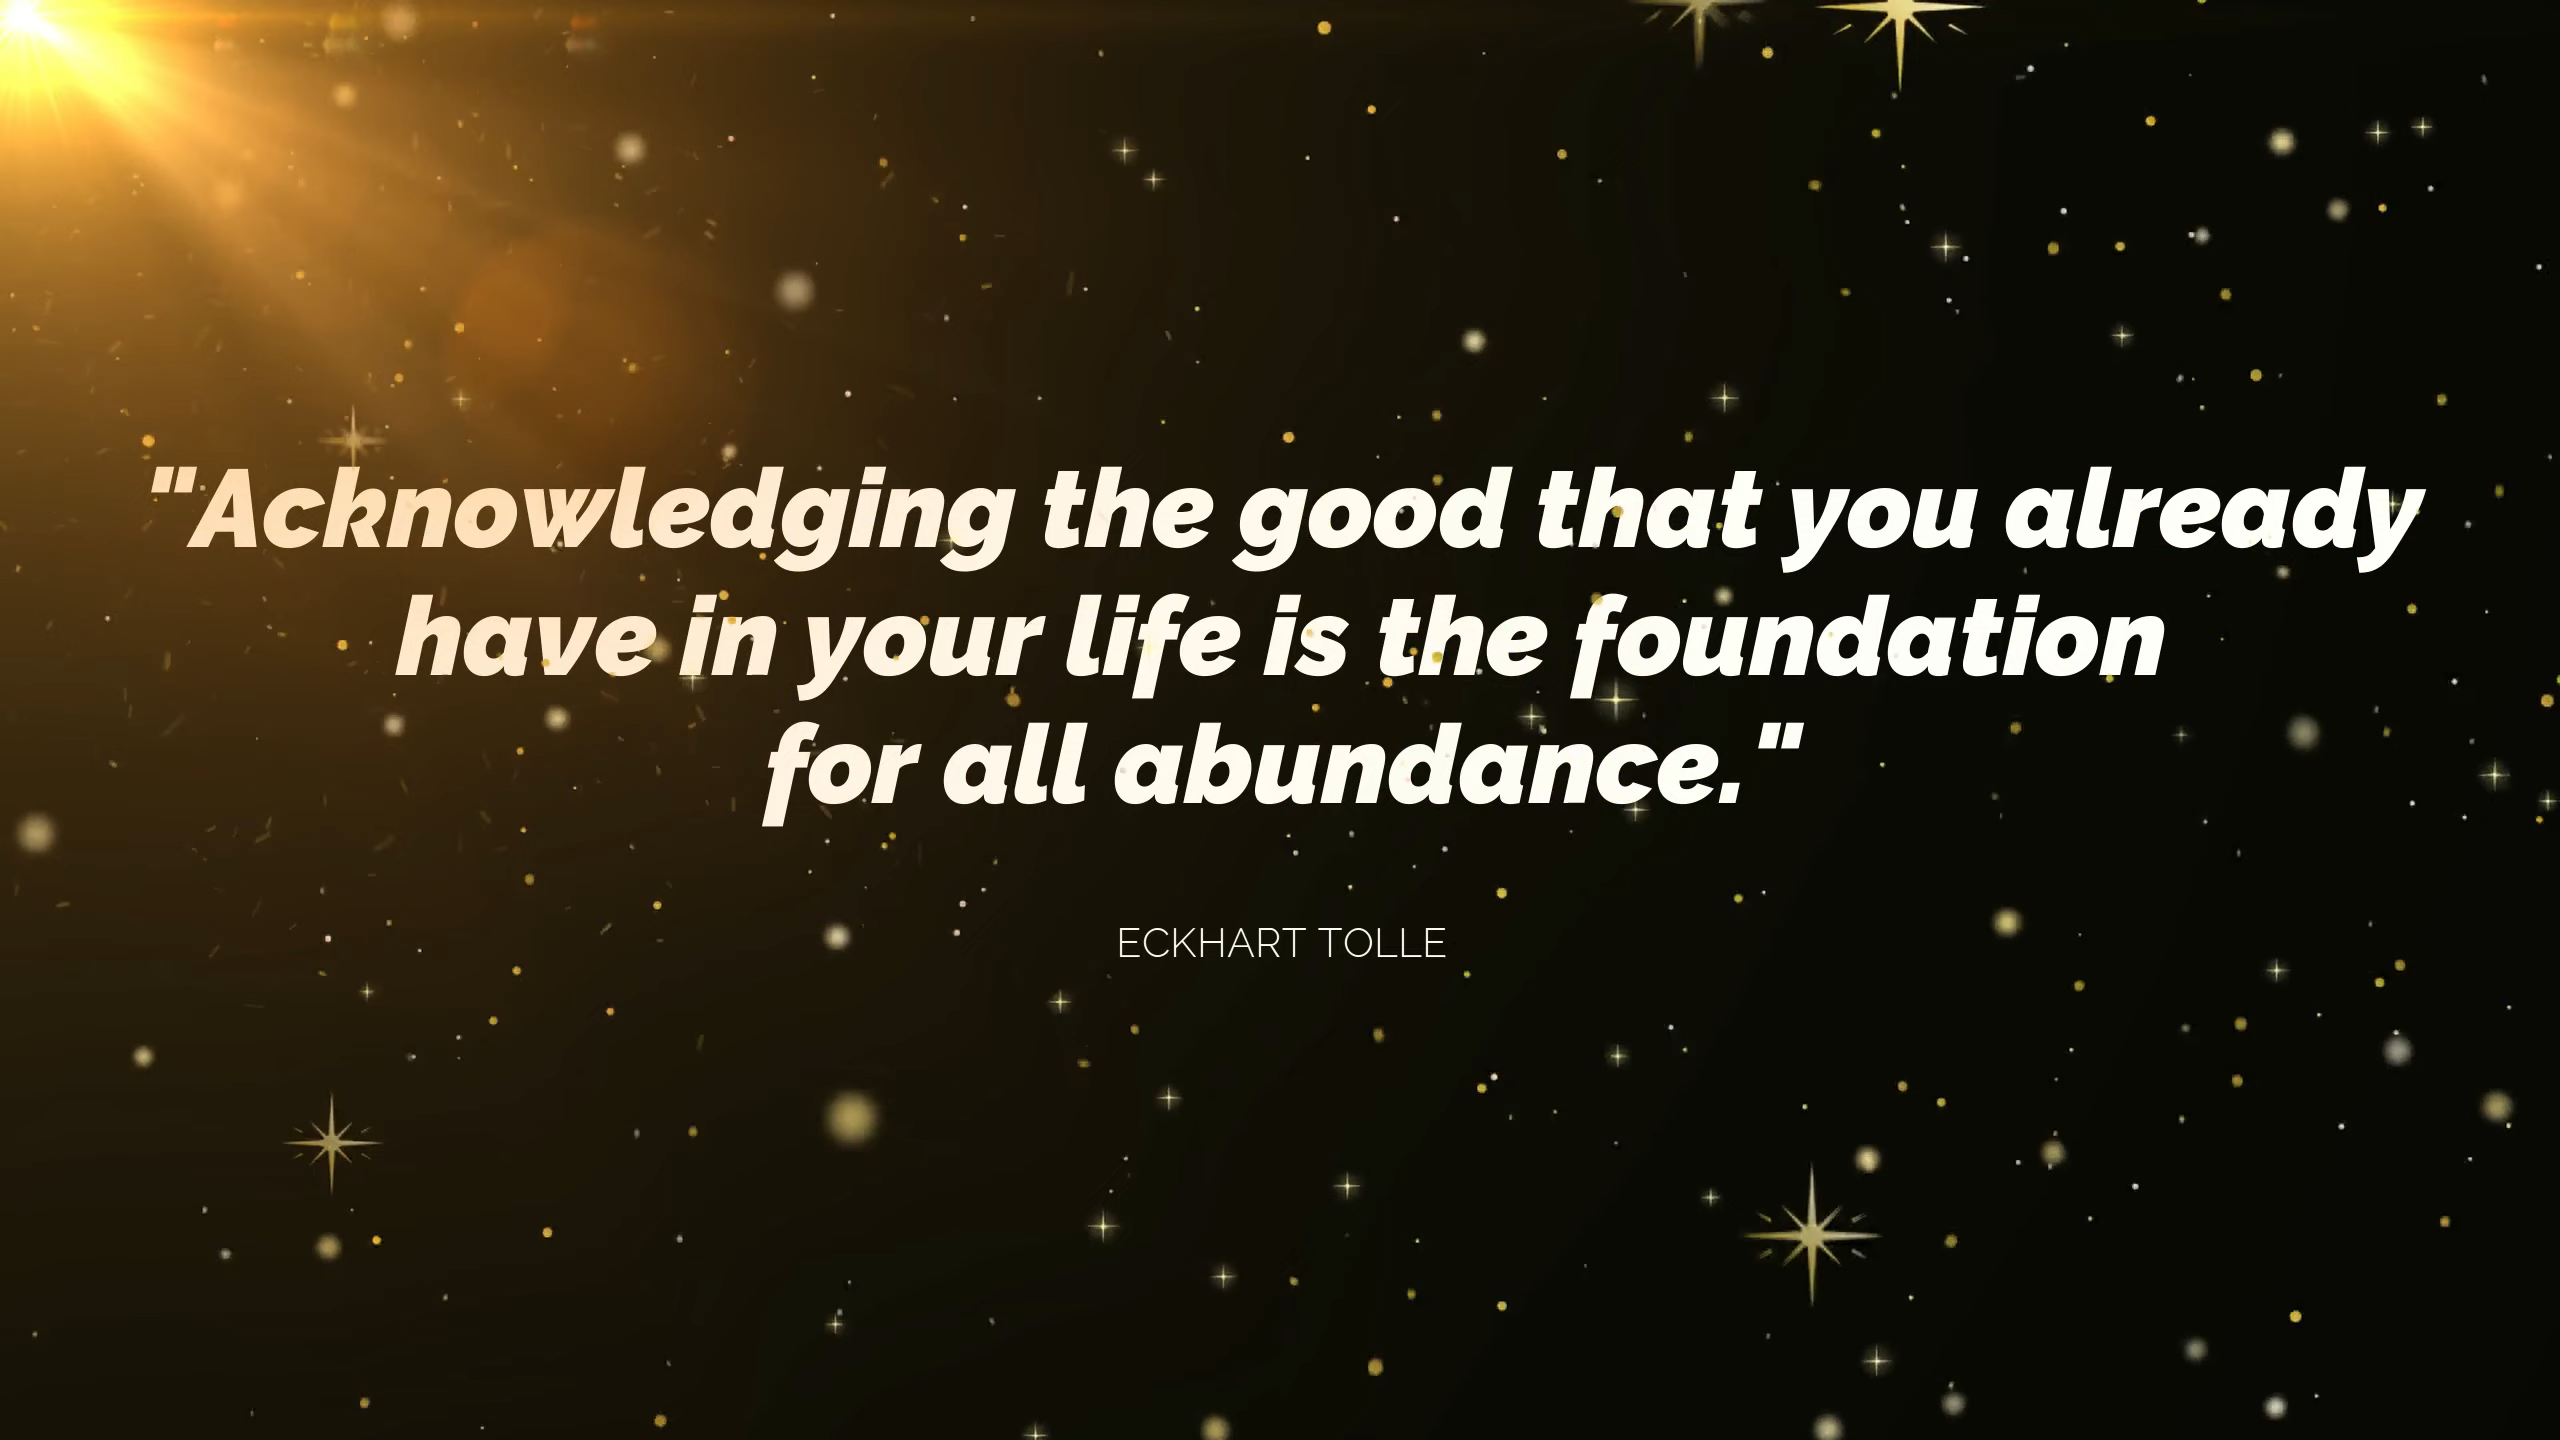 "Acknowledging the good that you already
have in your life is the foundation
for all abundance."
ECKHART TOLLE